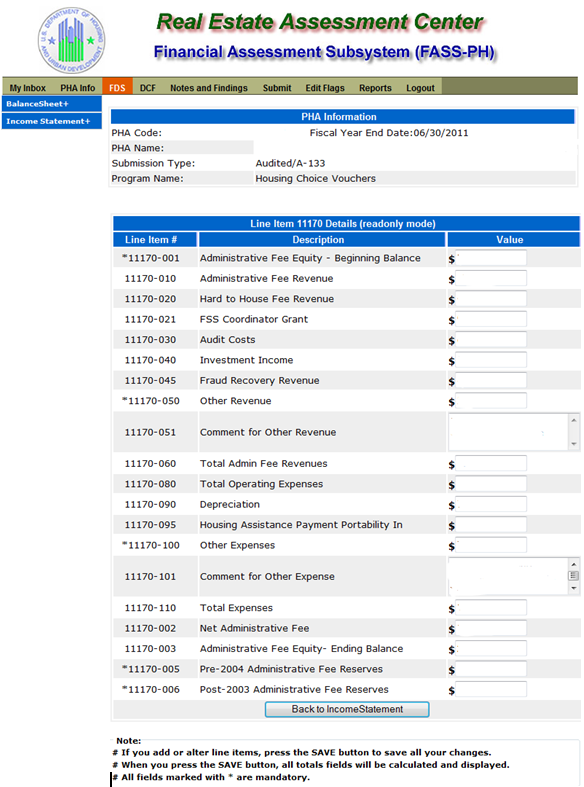 U.S. DEPARTMENT OF HOUSING
AND URBAN DEVELOPMENT
Real Estate Assessment Center
Financial Assessment Subsystem (FASS-PH)
My Inbox PHA Info FDS DCF Notes and Findings Submit Edit Flags Reports Logout
BalanceSheet+
Income Statement+
PHA Information
PHA Code: Fiscal Year End Date:06/30/2011
PHA Name:
Submission Type: Audited/A-133
Program Name: Housing Choice Vouchers
Line Item 11170 Details (readonly mode)
Line Item # Description Value
*11170-001 Administrative Fee Equity - Beginning Balance $
11170-010 Administrative Fee Revenue $
11170-020 Hard to House Fee Revenue $
11170-021 FSS Coordinator Grant $
11170-030 Audit Costs $
11170-040 Investment Income $
11170-045 Fraud Recovery Revenue $
*11170-050 Other Revenue $
11170-051 Comment for Other Revenue
11170-060 Total Admin Fee Revenues $
11170-080 Total Operating Expenses $
11170-090 Depreciation $
11170-095 Housing Assistance Payment Portability In $
*11170-100 Other Expenses $
11170-101 Comment for Other Expense
11170-110 Total Expenses $
11170-002 Net Administrative Fee $
11170-003 Administrative Fee Equity- Ending Balance $
*11170-005 Pre-2004 Administrative Fee Reserves $
*11170-006 Post-2003 Administrative Fee Reserves $
Back to IncomeStatement
Note:
# If you add or alter line items, press the SAVE button to save all your changes.
# When you press the SAVE button, all totals fields will be calculated and displayed.
# All fields marked with * are mandatory.